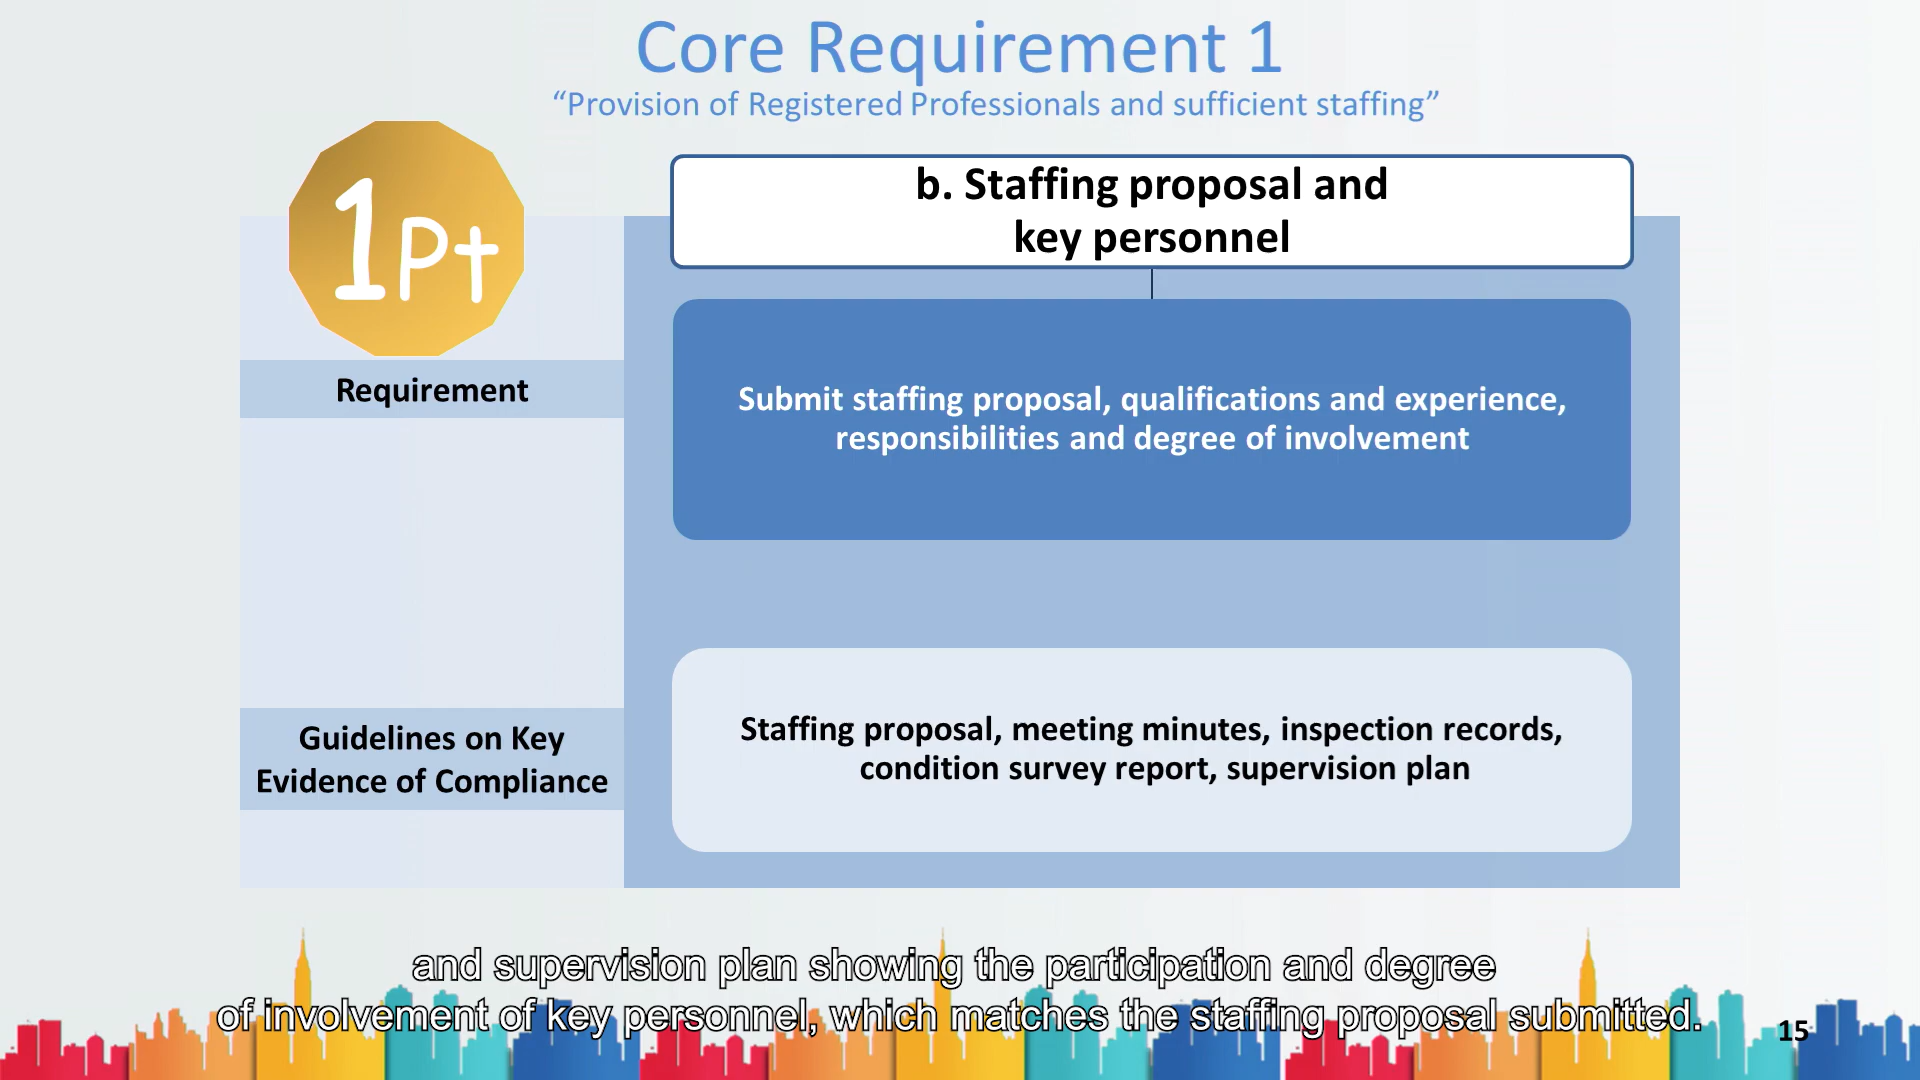 Core Requirement 1
“Provision of Registered Professionals and sufficient staffing”
1Pt
b. Staffing proposal and
key personnel
Requirement
Submit staffing proposal, qualifications and experience,
responsibilities and degree of involvement
Guidelines on Key
Evidence of Compliance
Staffing proposal, meeting minutes, inspection records,
condition survey report, supervision plan
and supervision plan showing the participation and degree
of involvement of key personnel, which matches the staffing proposal submitted.
15